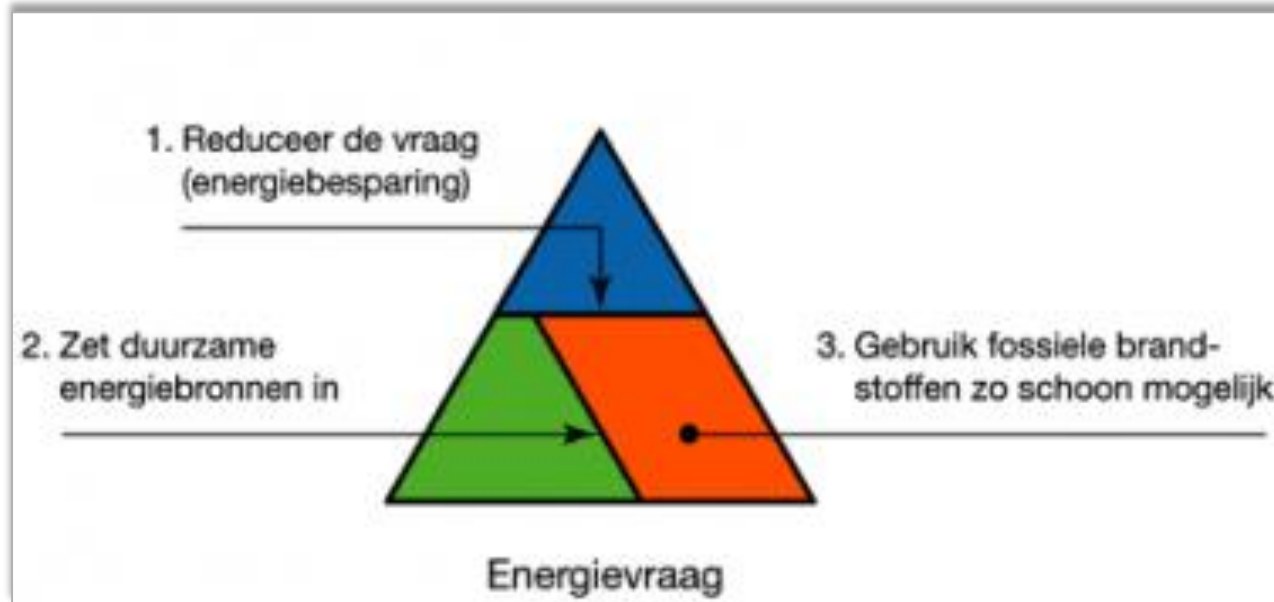 1. Reduceer de vraag
(energiebesparing)
2. Zet duurzame
energiebronnen in
3. Gebruik fossiele brand-
stoffen zo schoon mogelijk
Energievraag